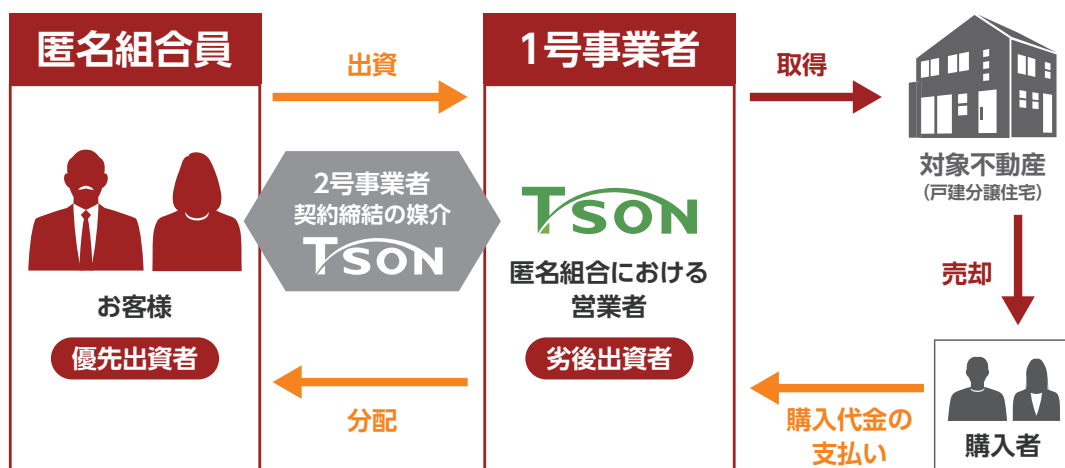 匿名組合員
出資
1号事業者
取得
対象不動産
（戸建分譲住宅）
2号事業者
契約締結の媒介
TSON
TSON
匿名組合における
営業者
お客様
優先出資者
劣後出資者
売却
分配
購入代金の
支払い
購入者